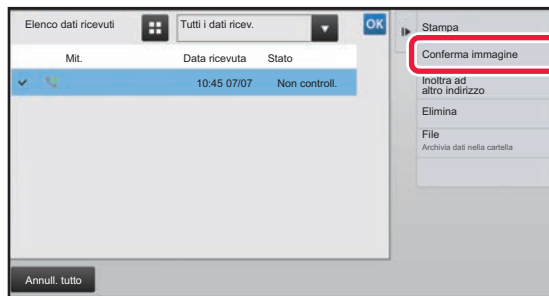 Elenco dati ricevuti
Tutti i dati ricev.
OK
Mit.
Data ricevuta
Stato
10:45 07/07
Non controll.
Stampa
Conferma immagine
Inoltra ad
altro indirizzo
Elimina
File
Archivia dati nella cartella
Annull. tutto